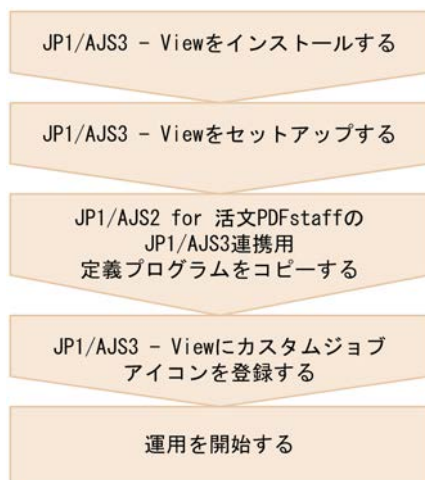 JP1/AJS3 - Viewをインストールする
JP1/AJS3 - Viewをセットアップする
JP1/AJS2 for 活文PDFstaffの
JP1/AJS3連携用
定義プログラムをコピーする
JP1/AJS3 - Viewにカスタムジョブ
アイコンを登録する
運用を開始する